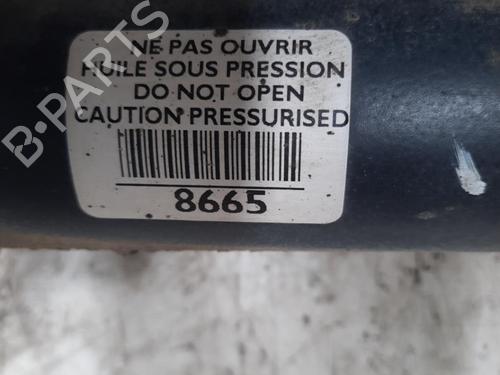 NE PAS OUVRIR
HUILE SOUS PRESSION
DO NOT OPEN
CAUTION PRESSURISED
8665
B-PARTS